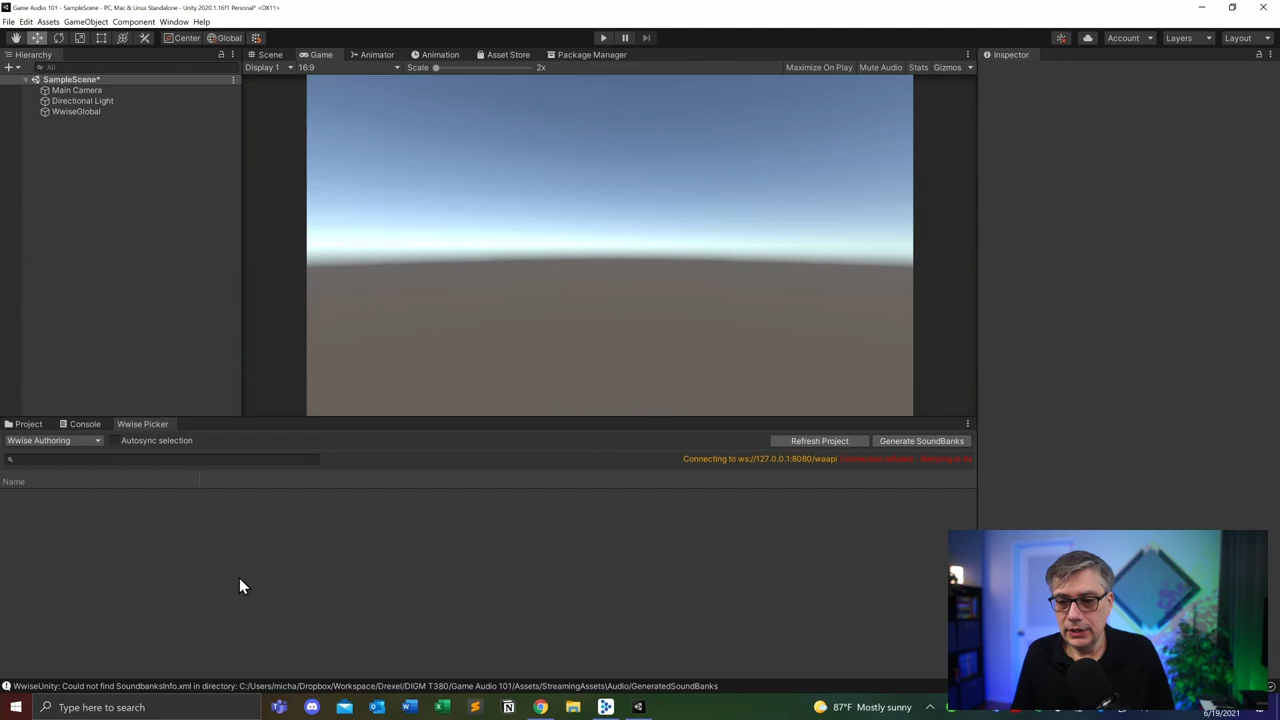 Game Audio 101 - SampleScene - PC, Mac & Linux Standalone - Unity 2020.1.16f1 Personal* <DX11>
File Edit Assets GameObject Component Window Help
Center Global Account Layers Layout
Hierarchy Scene Game Animator Animation Asset Store Package Manager Inspector
All Display 1 16:9 Scale 2x Maximize On Play Mute Audio Stats Gizmos
SampleScene*
Main Camera
Directional Light
WwiseGlobal
Project Console Wwise Picker
Wwise Authoring Autosync selection Refresh Project Generate SoundBanks
Connecting to ws://127.0.0.1:8080/waapi
Name
WwiseUnity: Could not find SoundbanksInfo.xml in directory: C:/Users/micha/Dropbox/Workspace/Drexel/DIGM T380/Game Audio 101/Assets/StreamingAssets\Audio/GeneratedSoundBanks
Type here to search 87°F Mostly sunny
6/19/2021